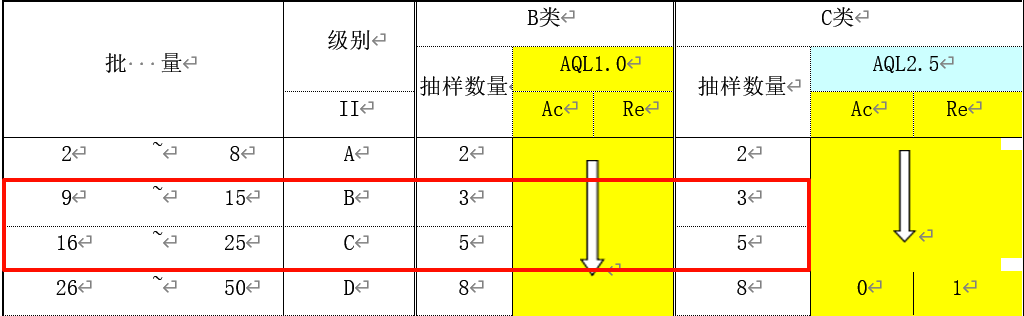 B类 C类
批···量 级别 抽样数量 AQL1.0 抽样数量 AQL2.5
II Ac Re Ac Re
2 ~ 8 A 2 2
9 ~ 15 B 3 3
16 ~ 25 C 5 5
26 ~ 50 D 8 8 0 1